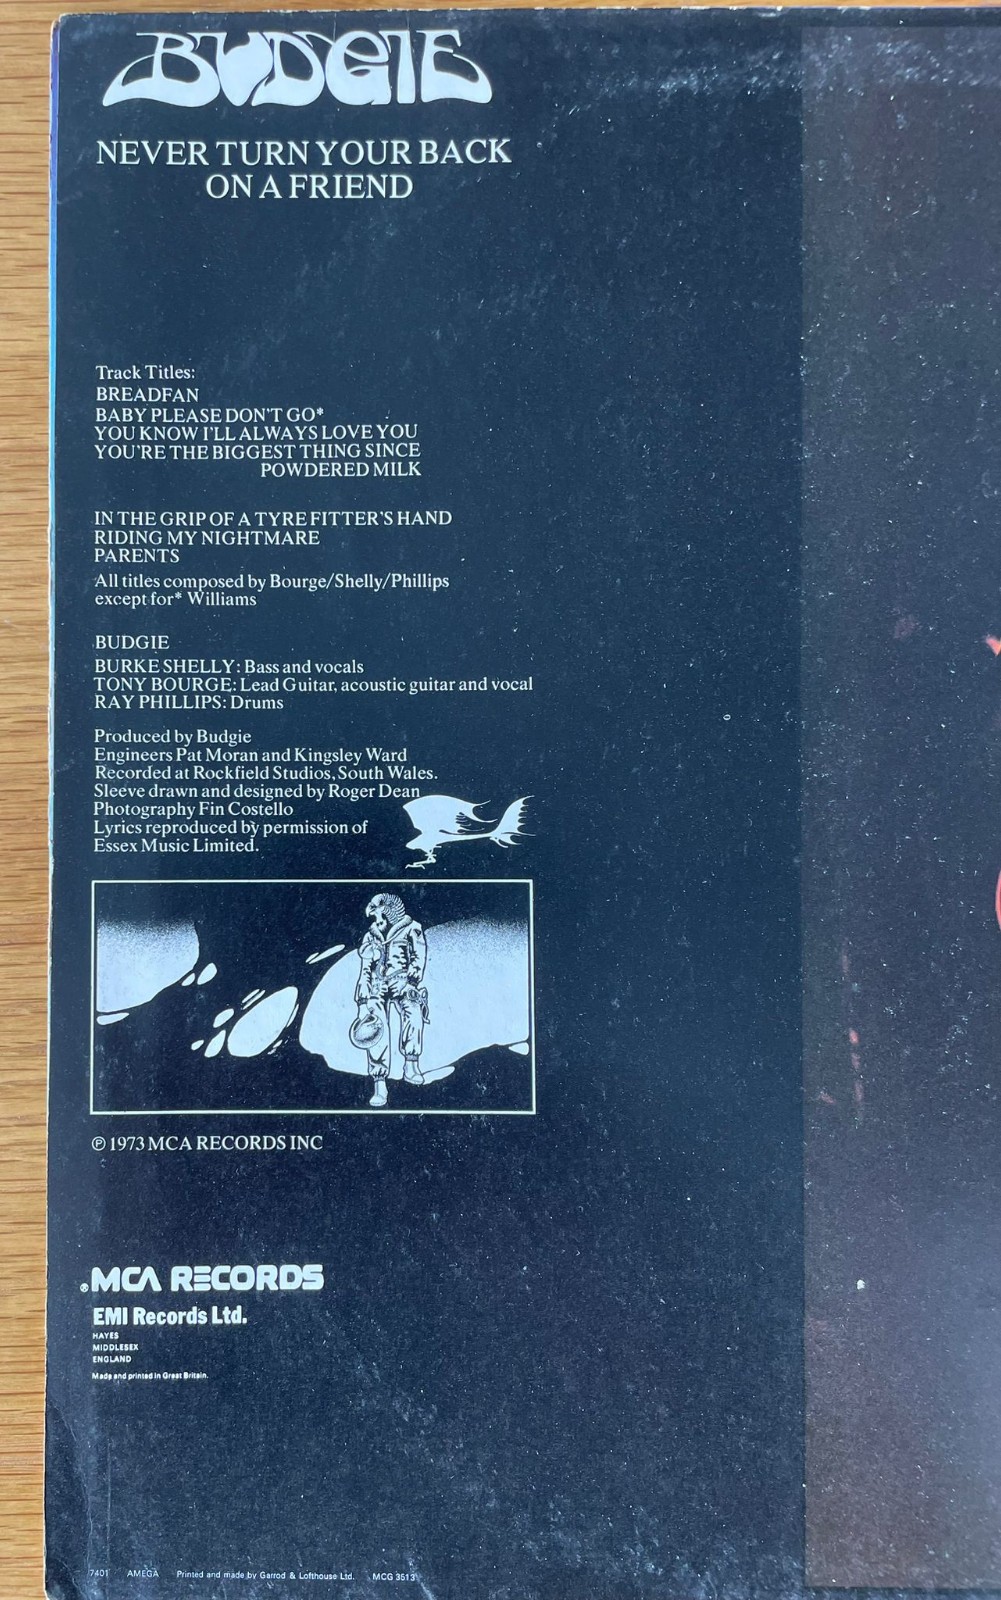 BUDGIE
NEVER TURN YOUR BACK
ON A FRIEND
Track Titles:
BREADFAN
BABY PLEASE DON'T GO*
YOU KNOW I'LL ALWAYS LOVE YOU
YOU'RE THE BIGGEST THING SINCE
POWDERED MILK
IN THE GRIP OF A TYRE FITTER'S HAND
RIDING MY NIGHTMARE
PARENTS
All titles composed by Bourge/Shelly/Phillips
except for* Williams
BUDGIE
BURKE SHELLY: Bass and vocals
TONY BOURGE: Lead Guitar, acoustic guitar and vocal
RAY PHILLIPS: Drums
Produced by Budgie
Engineers Pat Moran and Kingsley Ward
Recorded at Rockfield Studios, South Wales.
Sleeve drawn and designed by Roger Dean
Photography Fin Costello
Lyrics reproduced by permission of
Essex Music Limited.
℗ 1973 MCA RECORDS INC
® MCA RECORDS
EMI Records Ltd.
HAYES
MIDDLESEX
ENGLAND
Made and printed in Great Britain.
7401 AMEGA Printed and made by Garrod & Lofthouse Ltd. MCG 3513